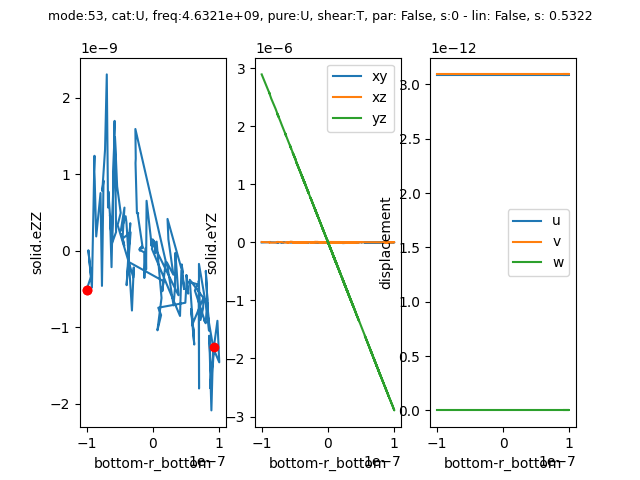 mode:53, cat:U, freq:4.6321e+09, pure:U, shear:T, par: False, s:0 - lin: False, s: 0.5322
1e−9
2
1
0
−1
−2
solid.eZZ
−1
0
1
1e−7
bottom-r_bottom
1e−6
3
2
1
0
−1
−2
−3
solid.eYZ
xy
xz
yz
−1
0
1
1e−7
bottom-r_bottom
1e−12
3.0
2.5
2.0
1.5
1.0
0.5
0.0
displacement
u
v
w
−1
0
1
1e−7
bottom-r_bottom